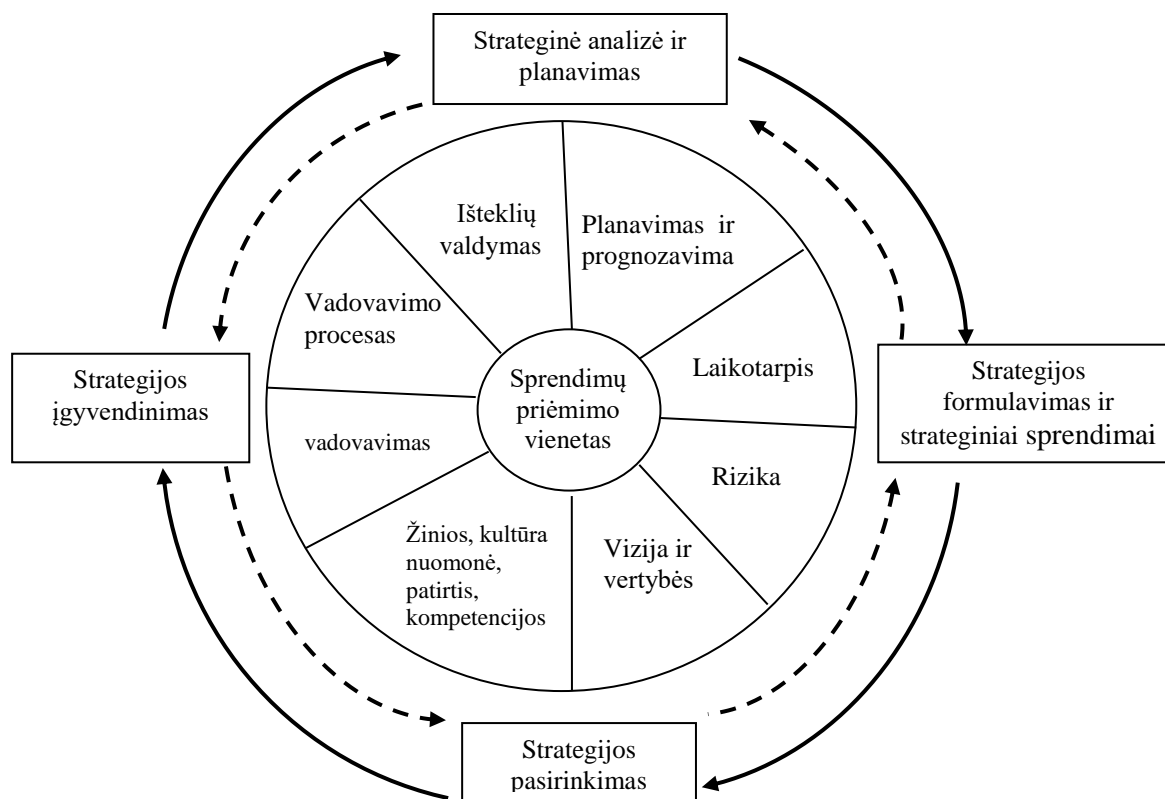 Strateginė analizė ir
planavimas
Išteklių
valdymas
Planavimas ir
prognozavima
Vadovavimo
procesas
Laikotarpis
Strategijos
įgyvendinimas
Sprendimų
priėmimo
vienetas
Strategijos
formulavimas ir
strateginiai sprendimai
vadovavimas
Rizika
Žinios, kultūra
nuomonė,
patirtis,
kompetencijos
Vizija ir
vertybės
Strategijos
pasirinkimas